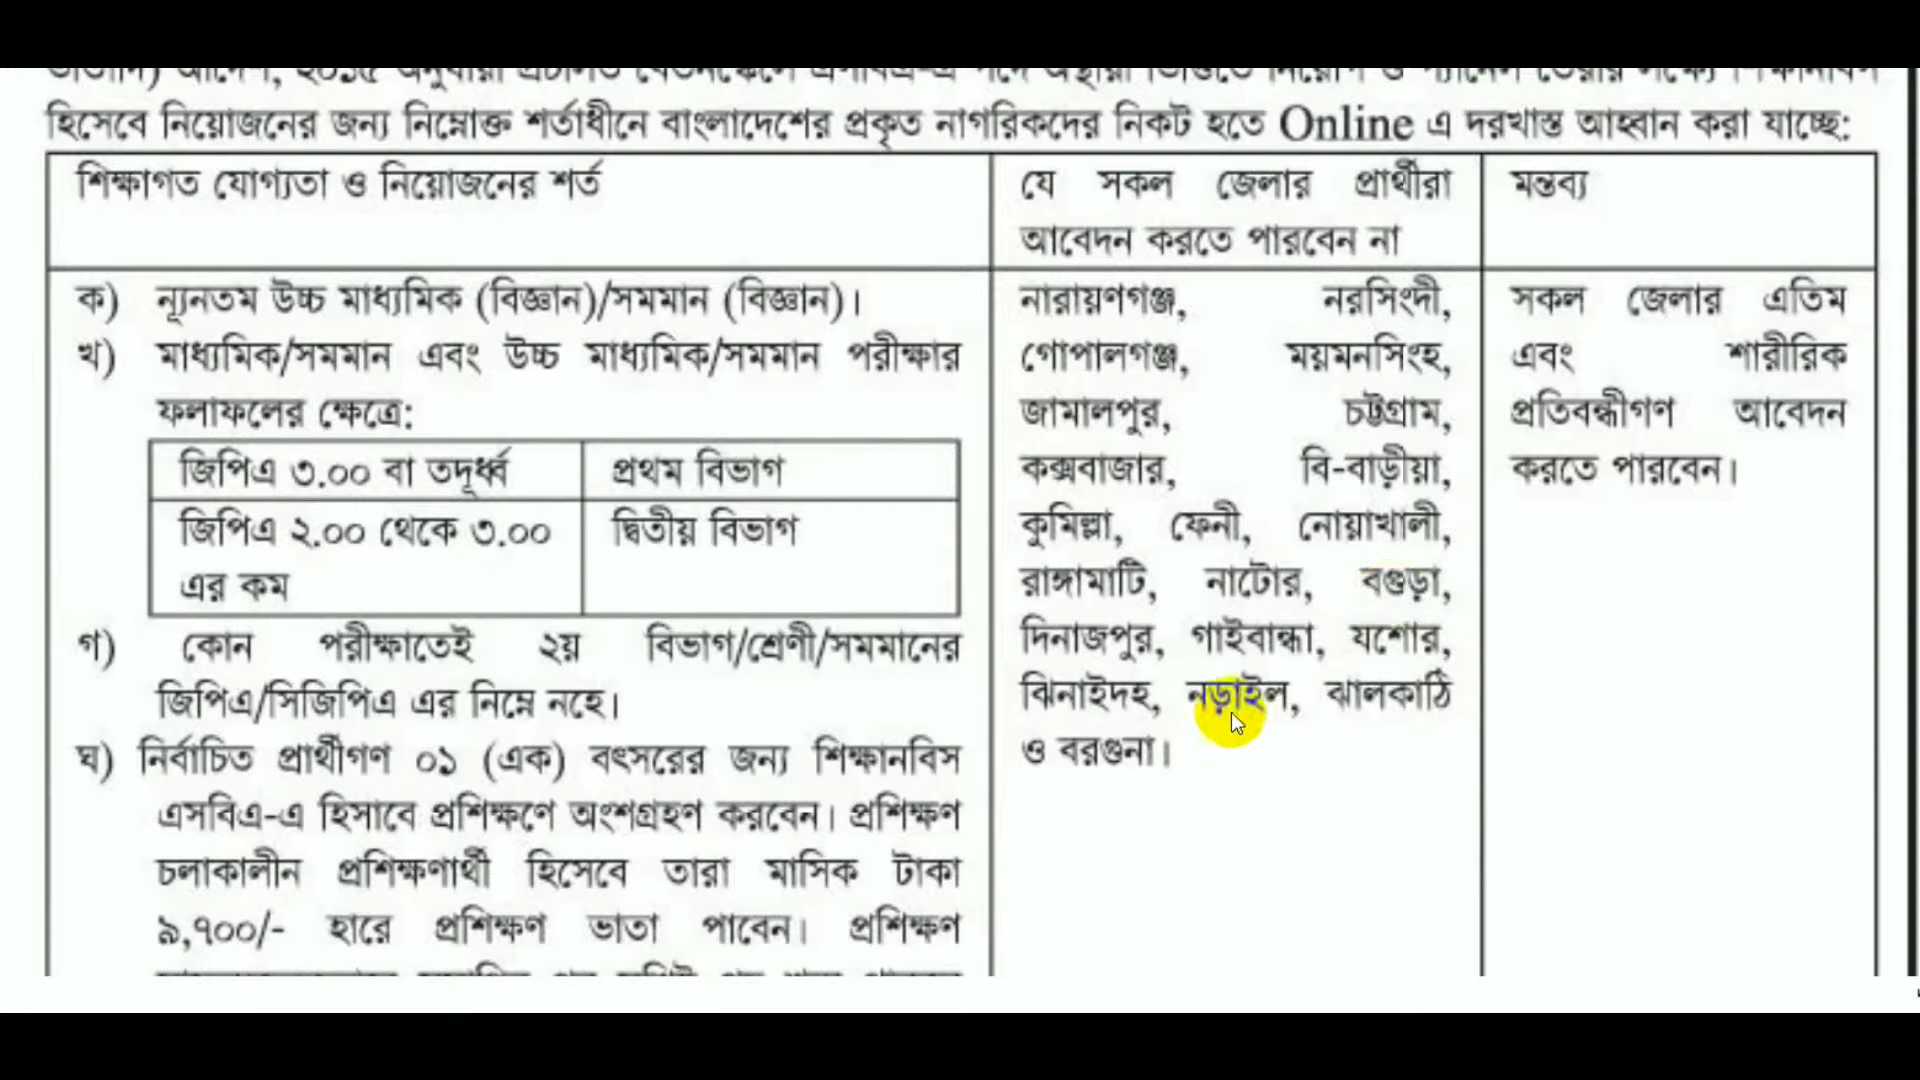 হিসেবে নিয়োজনের জন্য নিম্নোক্ত শর্তাধীনে বাংলাদেশের প্রকৃত নাগরিকদের নিকট হতে Online এ দরখাস্ত আহ্বান করা যাচ্ছে:
শিক্ষাগত যোগ্যতা ও নিয়োজনের শর্ত
যে সকল জেলার প্রার্থীরা
আবেদন করতে পারবেন না
মন্তব্য
ক) ন্যূনতম উচ্চ মাধ্যমিক (বিজ্ঞান)/সমমান (বিজ্ঞান)।
খ) মাধ্যমিক/সমমান এবং উচ্চ মাধ্যমিক/সমমান পরীক্ষার
ফলাফলের ক্ষেত্রে:
জিপিএ ৩.০০ বা তদূর্ধ্ব
প্রথম বিভাগ
জিপিএ ২.০০ থেকে ৩.০০
এর কম
দ্বিতীয় বিভাগ
গ) কোন পরীক্ষাতেই ২য় বিভাগ/শ্রেণী/সমমানের
জিপিএ/সিজিপিএ এর নিম্নে নহে।
ঘ) নির্বাচিত প্রার্থীগণ ০১ (এক) বৎসরের জন্য শিক্ষানবিস
এসবিএ-এ হিসাবে প্রশিক্ষণে অংশগ্রহণ করবেন। প্রশিক্ষণ
চলাকালীন প্রশিক্ষণার্থী হিসেবে তারা মাসিক টাকা
৯,৭০০/- হারে প্রশিক্ষণ ভাতা পাবেন। প্রশিক্ষণ
নারায়ণগঞ্জ, নরসিংদী,
গোপালগঞ্জ, ময়মনসিংহ,
জামালপুর, চট্টগ্রাম,
কক্সবাজার, বি-বাড়ীয়া,
কুমিল্লা, ফেনী, নোয়াখালী,
রাঙ্গামাটি, নাটোর, বগুড়া,
দিনাজপুর, গাইবান্ধা, যশোর,
ঝিনাইদহ, নড়াইল, ঝালকাঠি
ও বরগুনা।
সকল জেলার এতিম
এবং শারীরিক
প্রতিবন্ধীগণ আবেদন
করতে পারবেন।